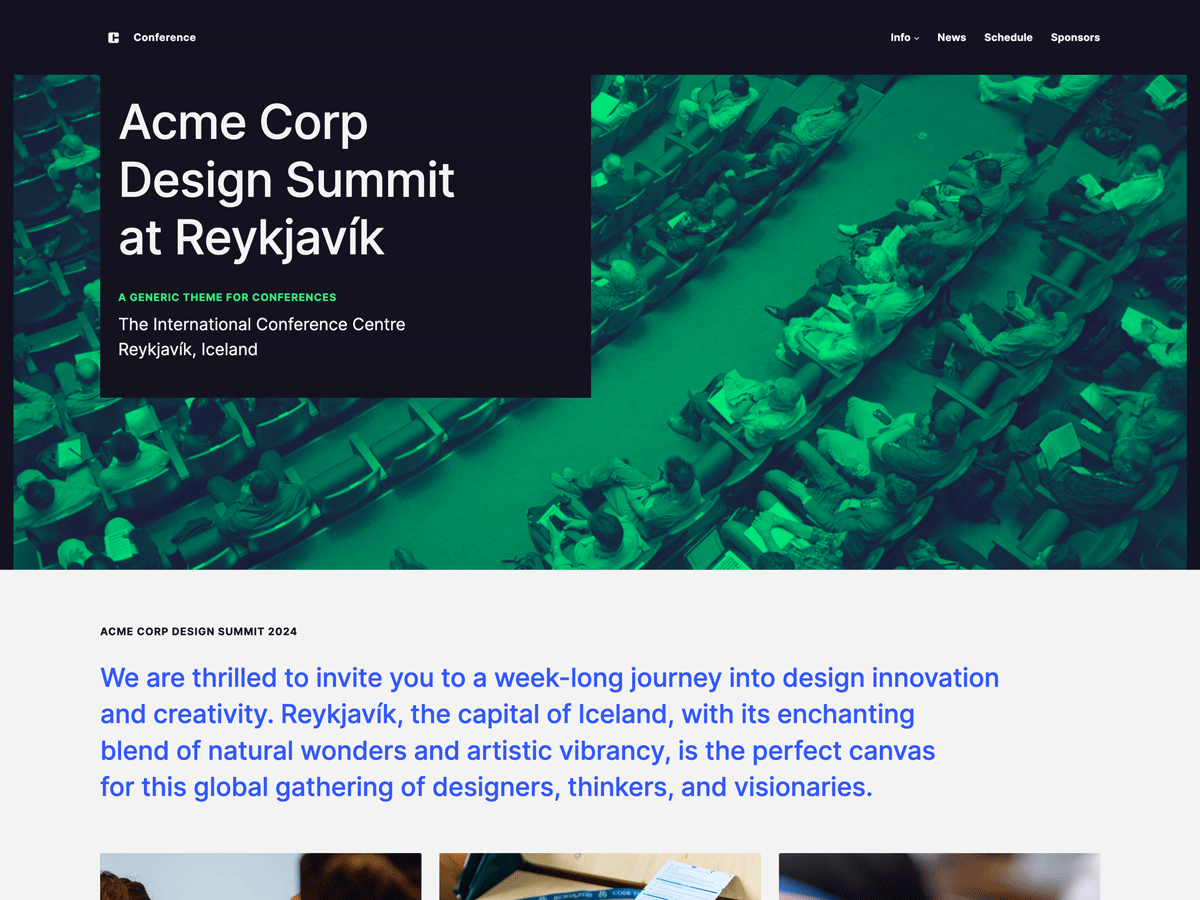 Conference
Info
News
Schedule
Sponsors
Acme Corp
Design Summit
at Reykjavík
A GENERIC THEME FOR CONFERENCES
The International Conference Centre
Reykjavík, Iceland
ACME CORP DESIGN SUMMIT 2024
We are thrilled to invite you to a week-long journey into design innovation
and creativity. Reykjavík, the capital of Iceland, with its enchanting
blend of natural wonders and artistic vibrancy, is the perfect canvas
for this global gathering of designers, thinkers, and visionaries.